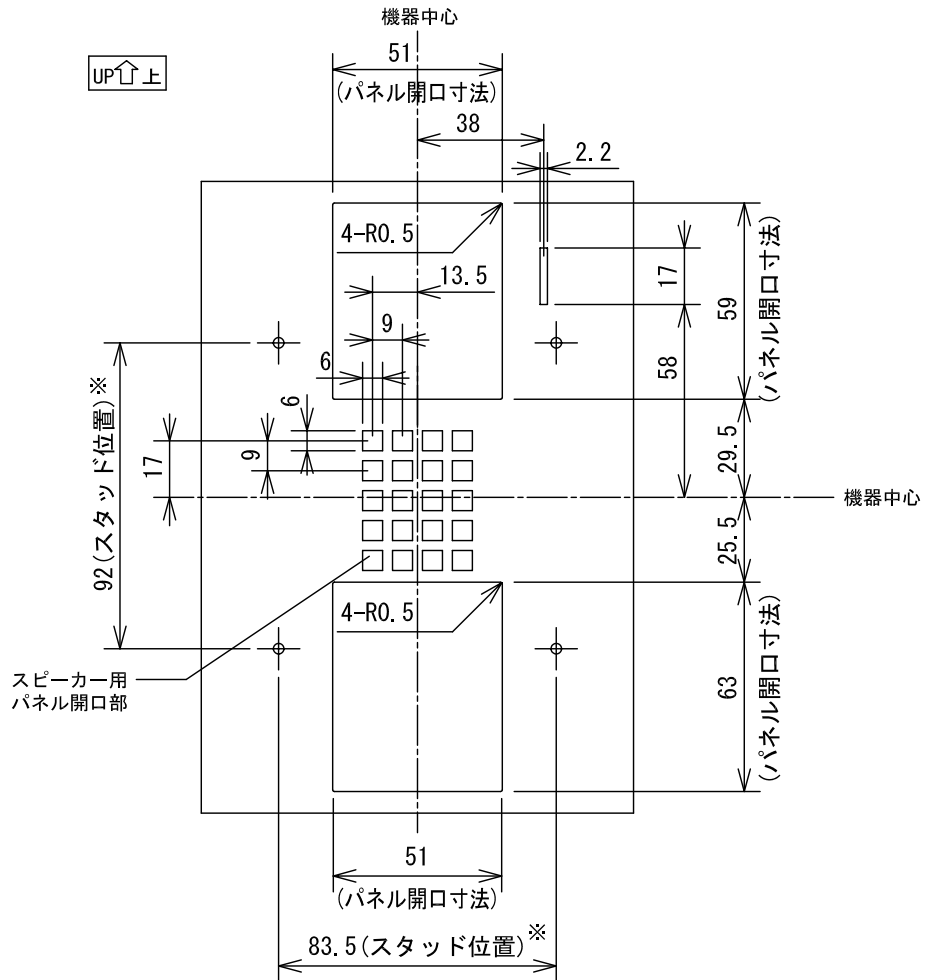 機器中心
51
(パネル開口寸法)
UP 上
38
2.2
4-R0.5
13.5
17
59
(パネル開口寸法)
9
58
6
6
92(スタッド位置)※
17
9
29.5
機器中心
25.5
4-R0.5
スピーカー用
パネル開口部
63
(パネル開口寸法)
51
(パネル開口寸法)
83.5(スタッド位置)※